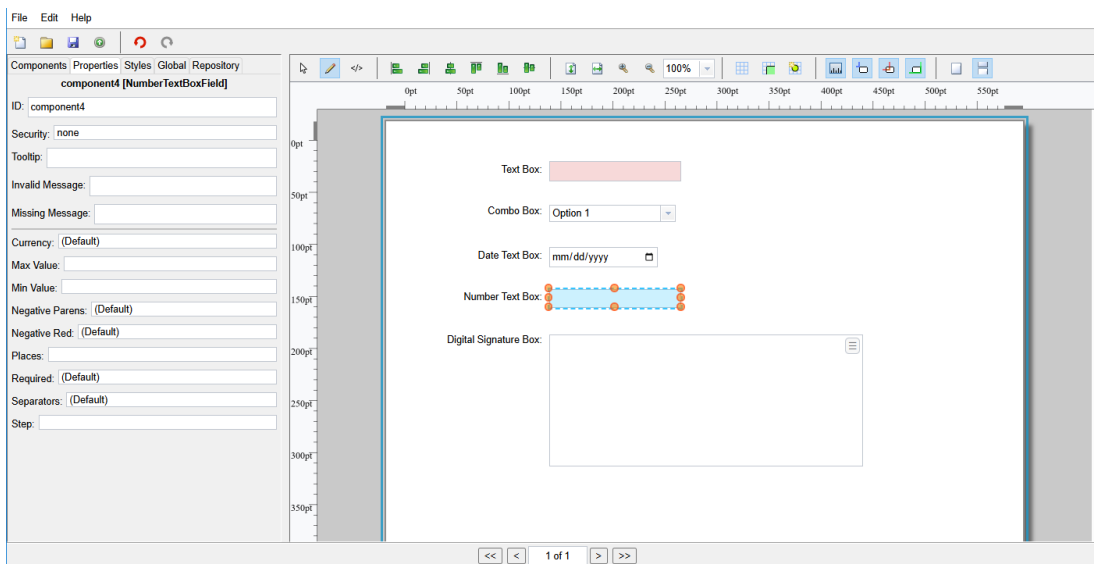 File Edit Help
Components Properties Styles Global Repository
component4 [NumberTextBoxField]
ID: component4
Security: none
Tooltip:
Invalid Message:
Missing Message:
Currency: (Default)
Max Value:
Min Value:
Negative Parens: (Default)
Negative Red: (Default)
Places:
Required: (Default)
Separators: (Default)
Step:
</> 100%
0pt 50pt 100pt 150pt 200pt 250pt 300pt 350pt 400pt 450pt 500pt 550pt
0pt
50pt
100pt
150pt
200pt
250pt
300pt
350pt
Text Box:
Combo Box: Option 1
Date Text Box: mm/dd/yyyy
Number Text Box:
Digital Signature Box:
<< < 1 of 1 > >>